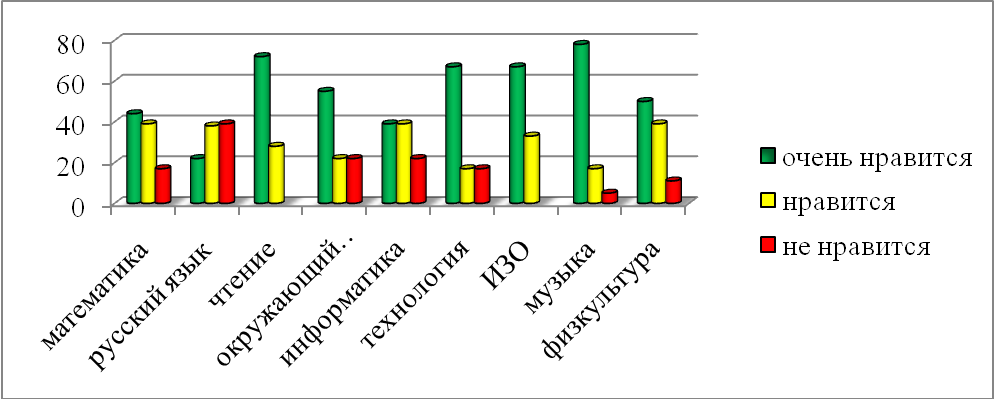 80
60
40
20
0
математика
русский язык
чтение
окружающий..
информатика
технология
ИЗО
музыка
физкультура
очень нравится
нравится
не нравится